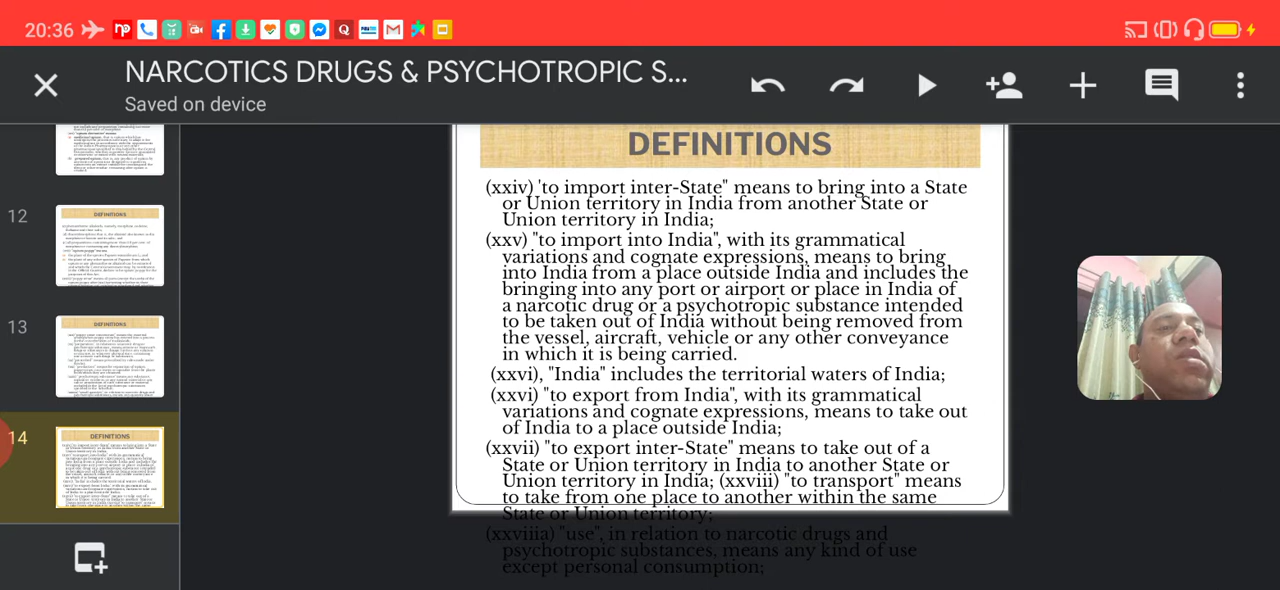 20:36
NARCOTICS DRUGS & PSYCHOTROPIC S...
Saved on device
12
DEFINITIONS
13
DEFINITIONS
14
DEFINITIONS
DEFINITIONS
(xxiv) 'to import inter-State" means to bring into a State
or Union territory in India from another State or
Union territory in India;
(xxv) "to import into India", with its grammatical
variations and cognate expressions, means to bring
into India from a place outside India and includes the
bringing into any port or airport or place in India of
a narcotic drug or a psychotropic substance intended
to be taken out of India without being removed from
the vessel, aircraft, vehicle or any other conveyance
in which it is being carried.
(xxvi) "India" includes the territorial waters of India;
(xxvi) "to export from India", with its grammatical
variations and cognate expressions, means to take out
of India to a place outside India;
(xxvii) "to export inter-State" means to take out of a
State or Union territory in India to another State or
Union territory in India; (xxviii) "to transport" means
to take from one place to another within the same
State or Union territory;
(xxviiia) "use", in relation to narcotic drugs and
psychotropic substances, means any kind of use
except personal consumption;